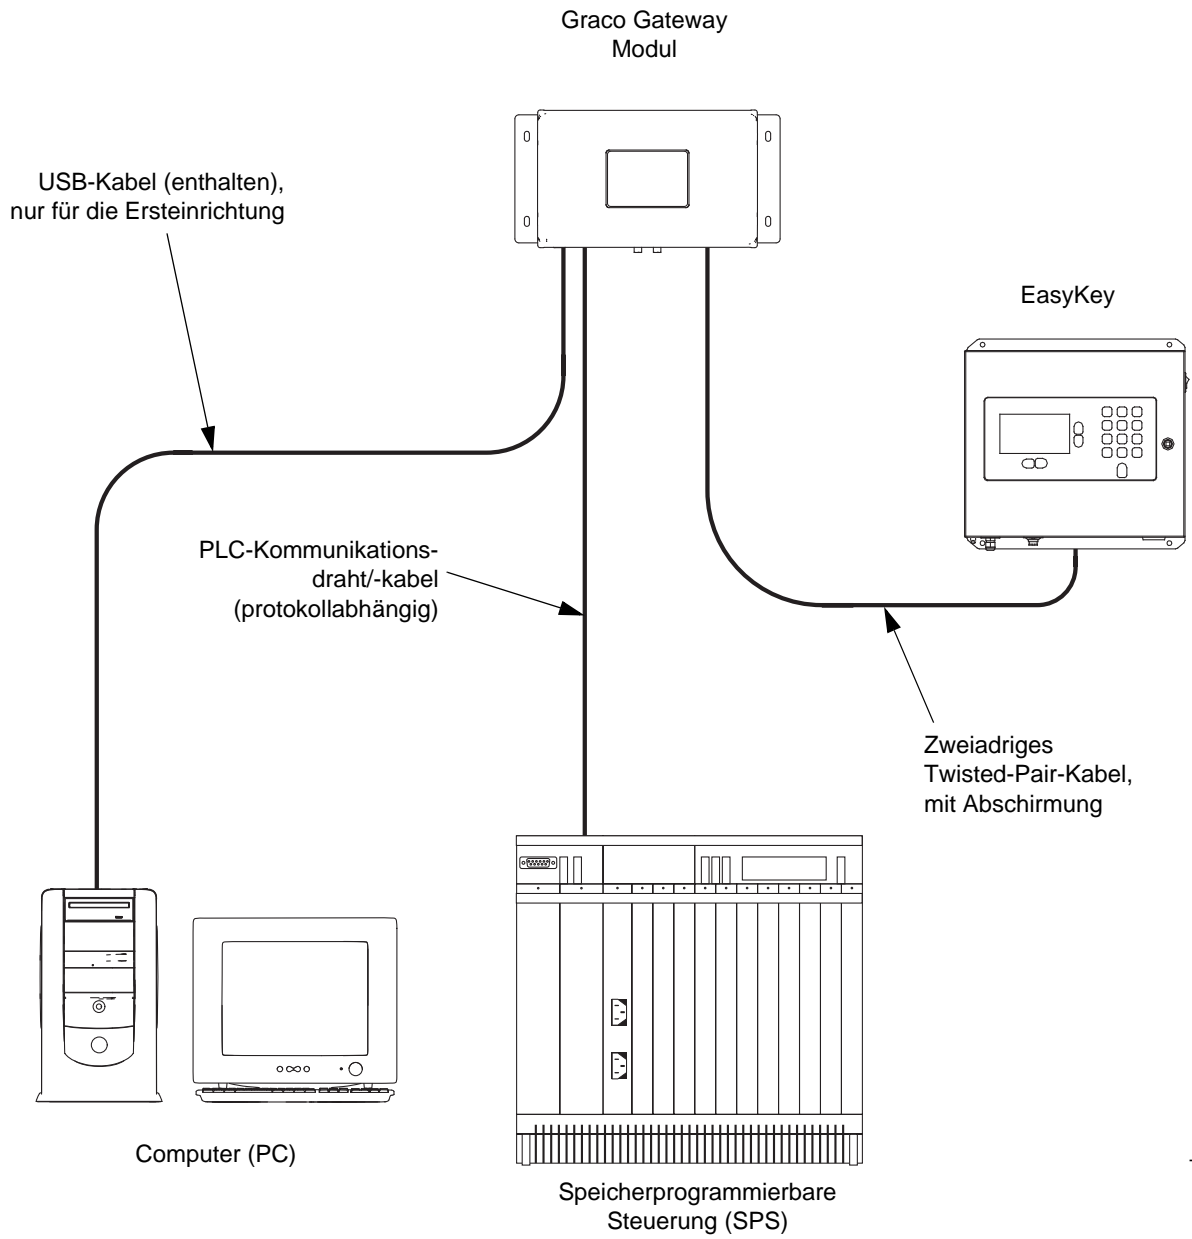 Graco Gateway
Modul
USB-Kabel (enthalten),
nur für die Ersteinrichtung
EasyKey
PLC-Kommunikations-
draht/-kabel
(protokollabhängig)
Zweiadriges
Twisted-Pair-Kabel,
mit Abschirmung
Computer (PC)
Speicherprogrammierbare
Steuerung (SPS)